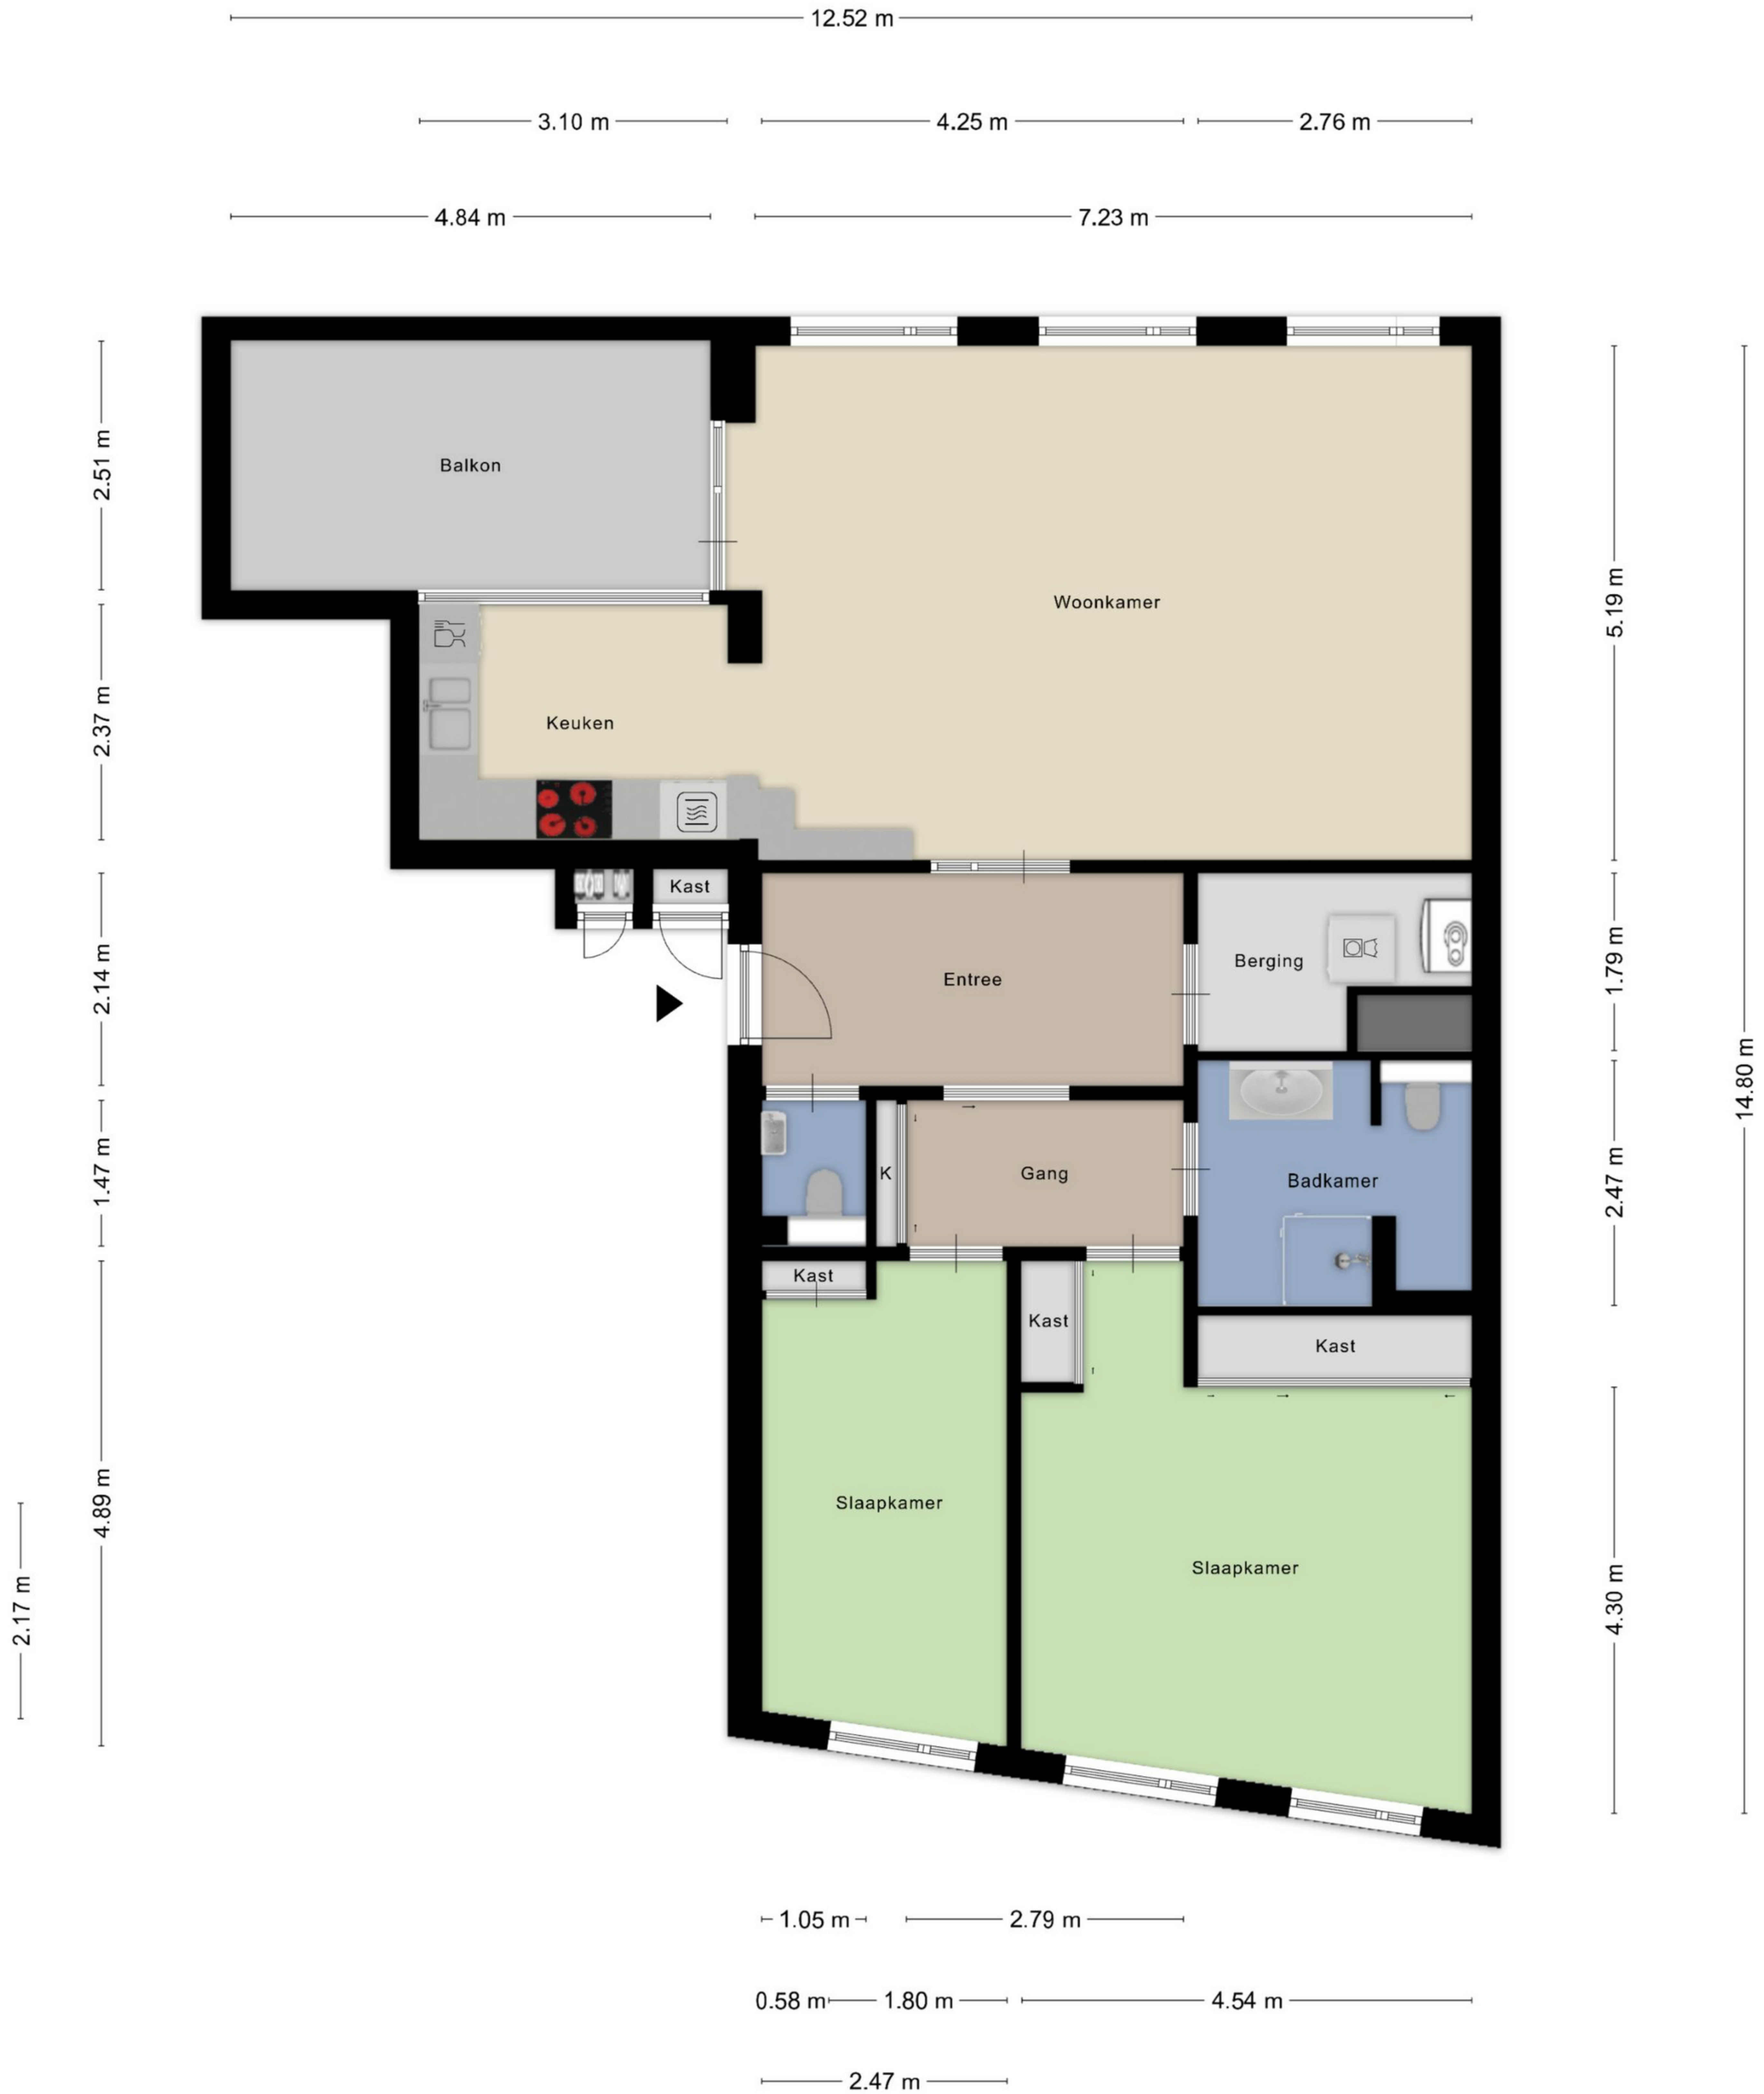 12.52 m
3.10 m
4.25 m
2.76 m
4.84 m
7.23 m
2.51 m
Balkon
5.19 m
Woonkamer
2.37 m
Keuken
Kast
2.14 m
Entree
Berging
1.79 m
14.80 m
1.47 m
K
Gang
Badkamer
2.47 m
Kast
Kast
Kast
4.89 m
Slaapkamer
Slaapkamer
2.17 m
4.30 m
1.05 m
2.79 m
0.58 m
1.80 m
4.54 m
2.47 m